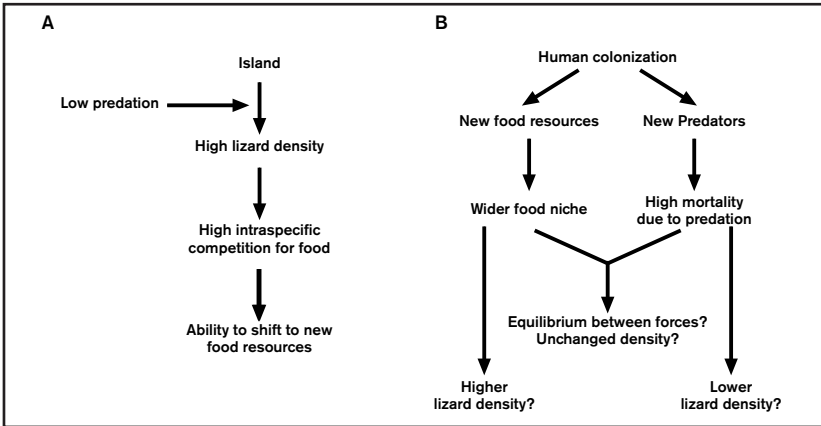 A
Island
Low predation
High lizard density
High intraspecific
competition for food
Ability to shift to new
food resources
B
Human colonization
New food resources
New Predators
Wider food niche
High mortality
due to predation
Equilibrium between forces?
Unchanged density?
Higher
lizard density?
Lower
lizard density?